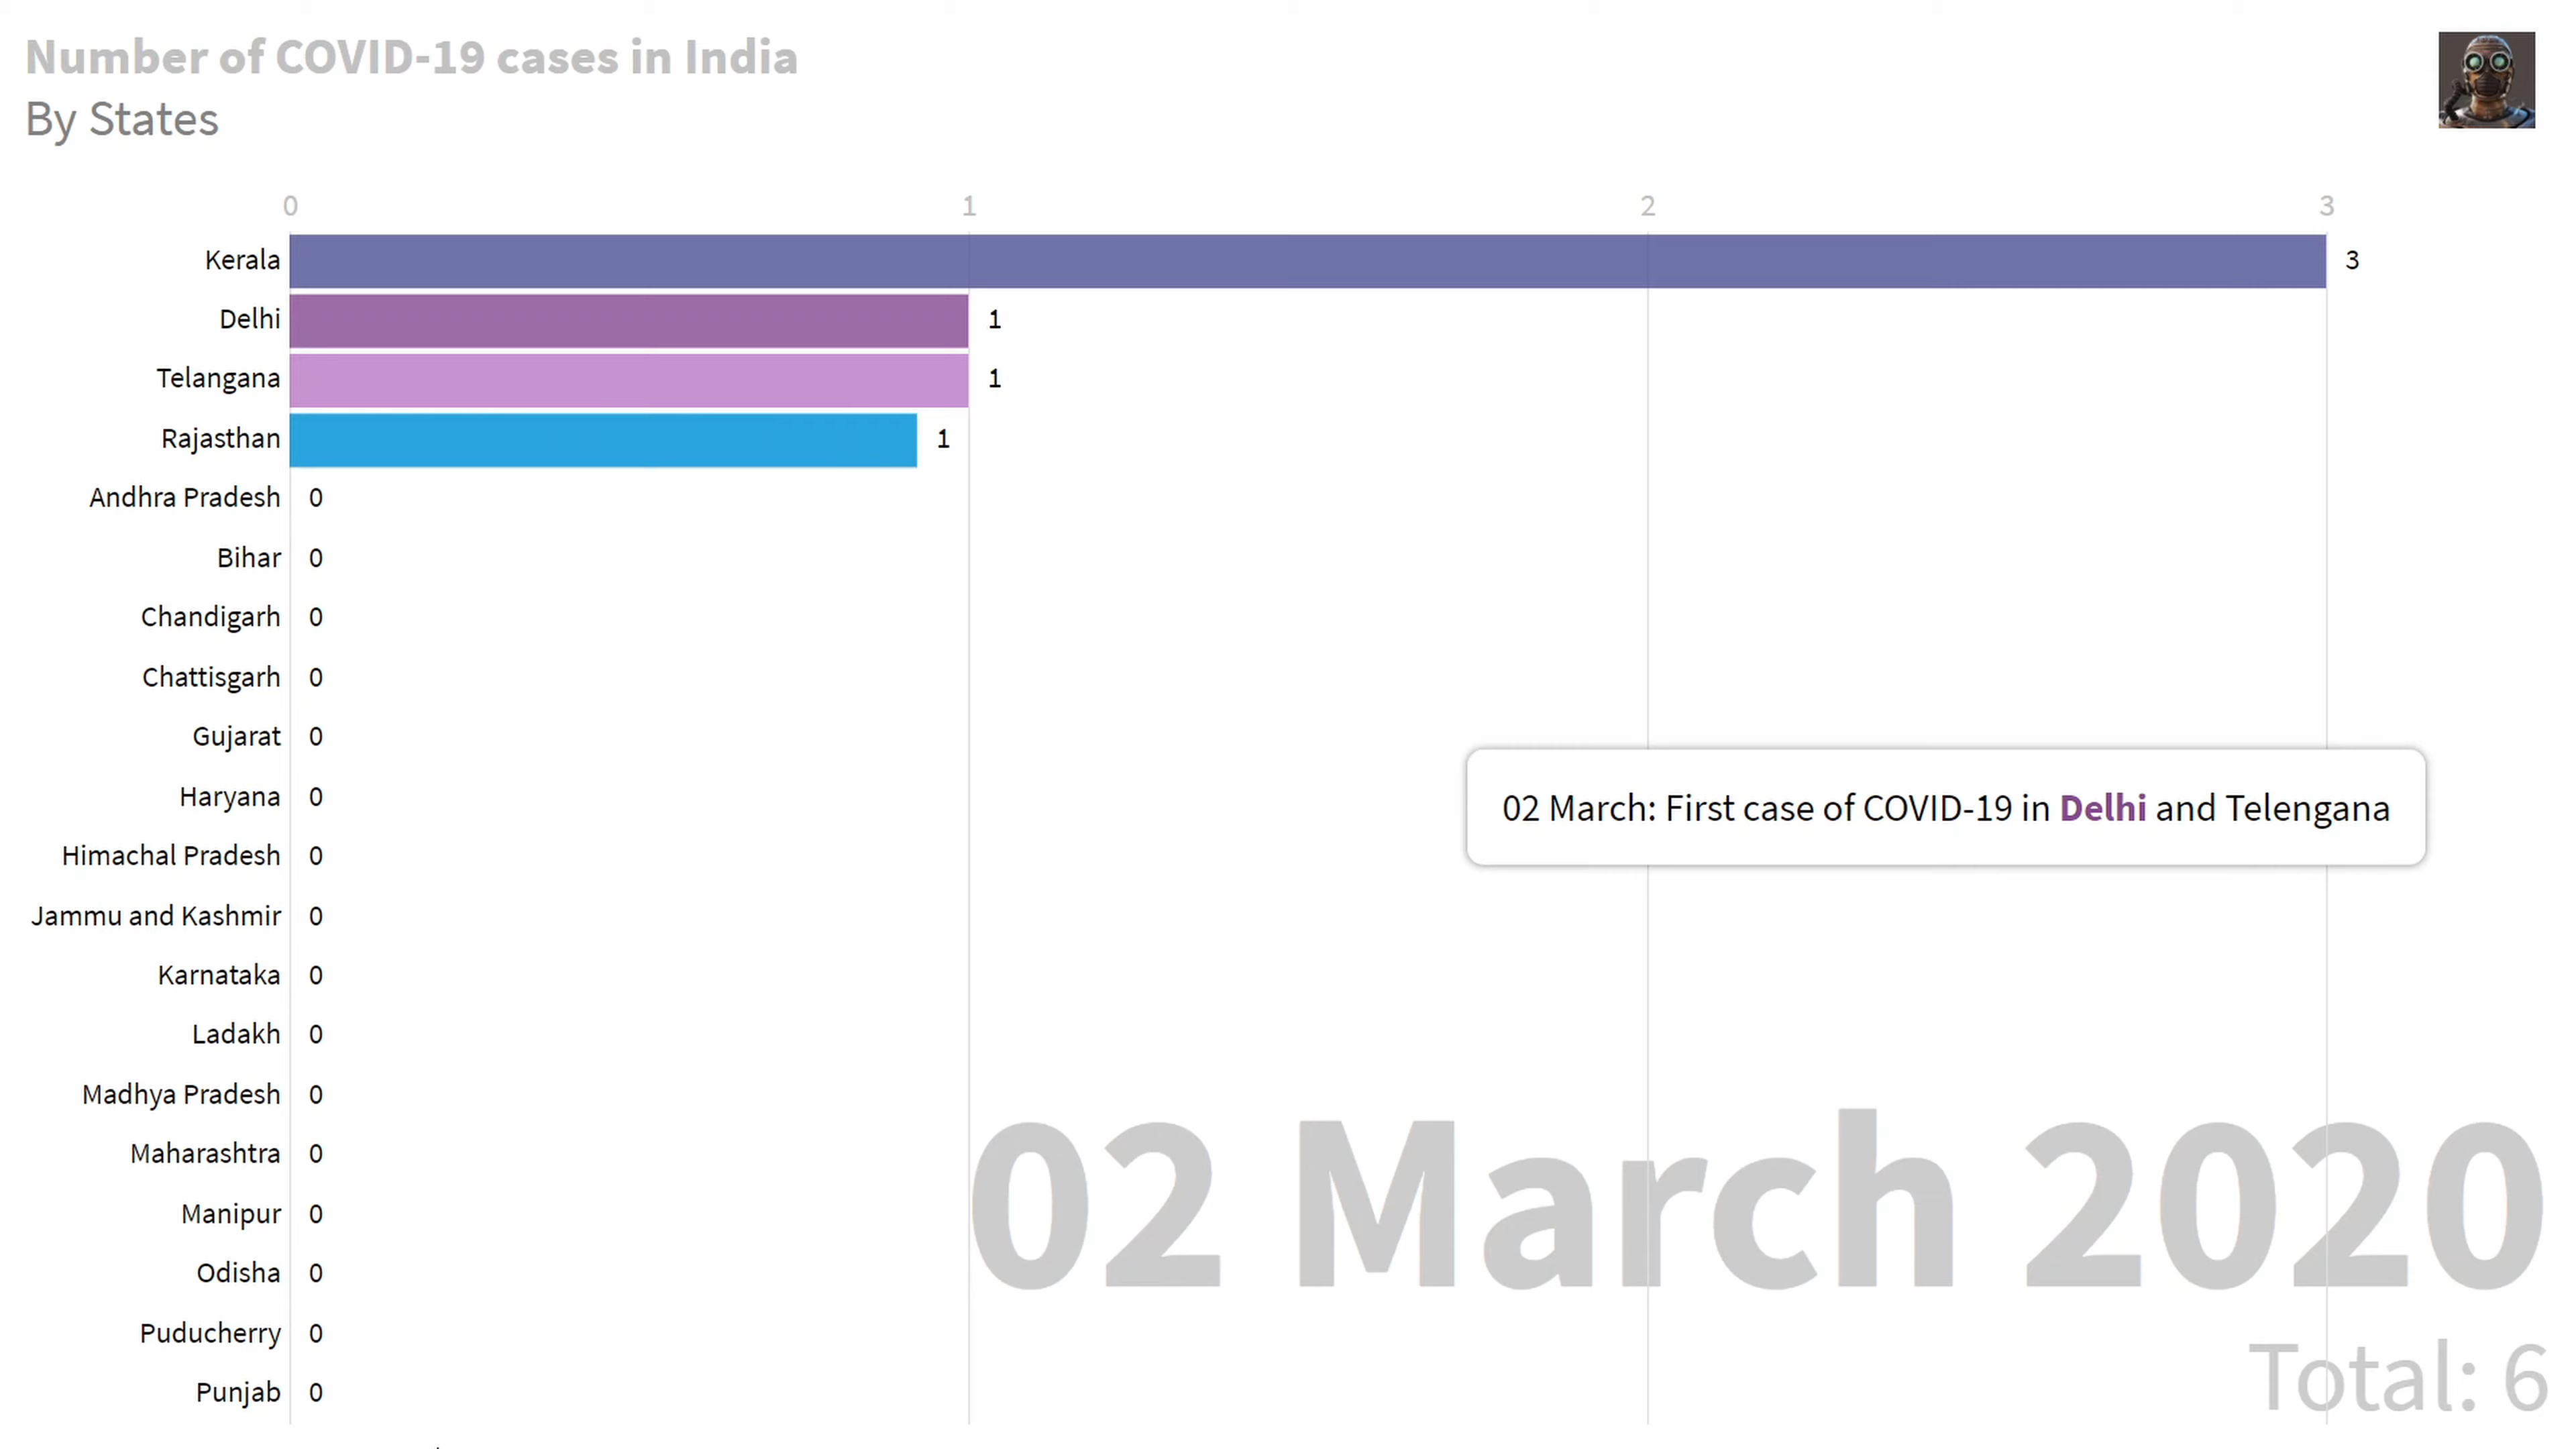 Number of COVID-19 cases in India
By States
0 1 2 3
Kerala 3
Delhi 1
Telangana 1
Rajasthan 1
Andhra Pradesh 0
Bihar 0
Chandigarh 0
Chattisgarh 0
Gujarat 0
Haryana 0
Himachal Pradesh 0
Jammu and Kashmir 0
Karnataka 0
Ladakh 0
Madhya Pradesh 0
Maharashtra 0
Manipur 0
Odisha 0
Puducherry 0
Punjab 0
02 March: First case of COVID-19 in Delhi and Telengana
02 March 2020
Total: 6